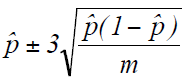 p̂ ± 3√(p̂(1 − p̂)/m)